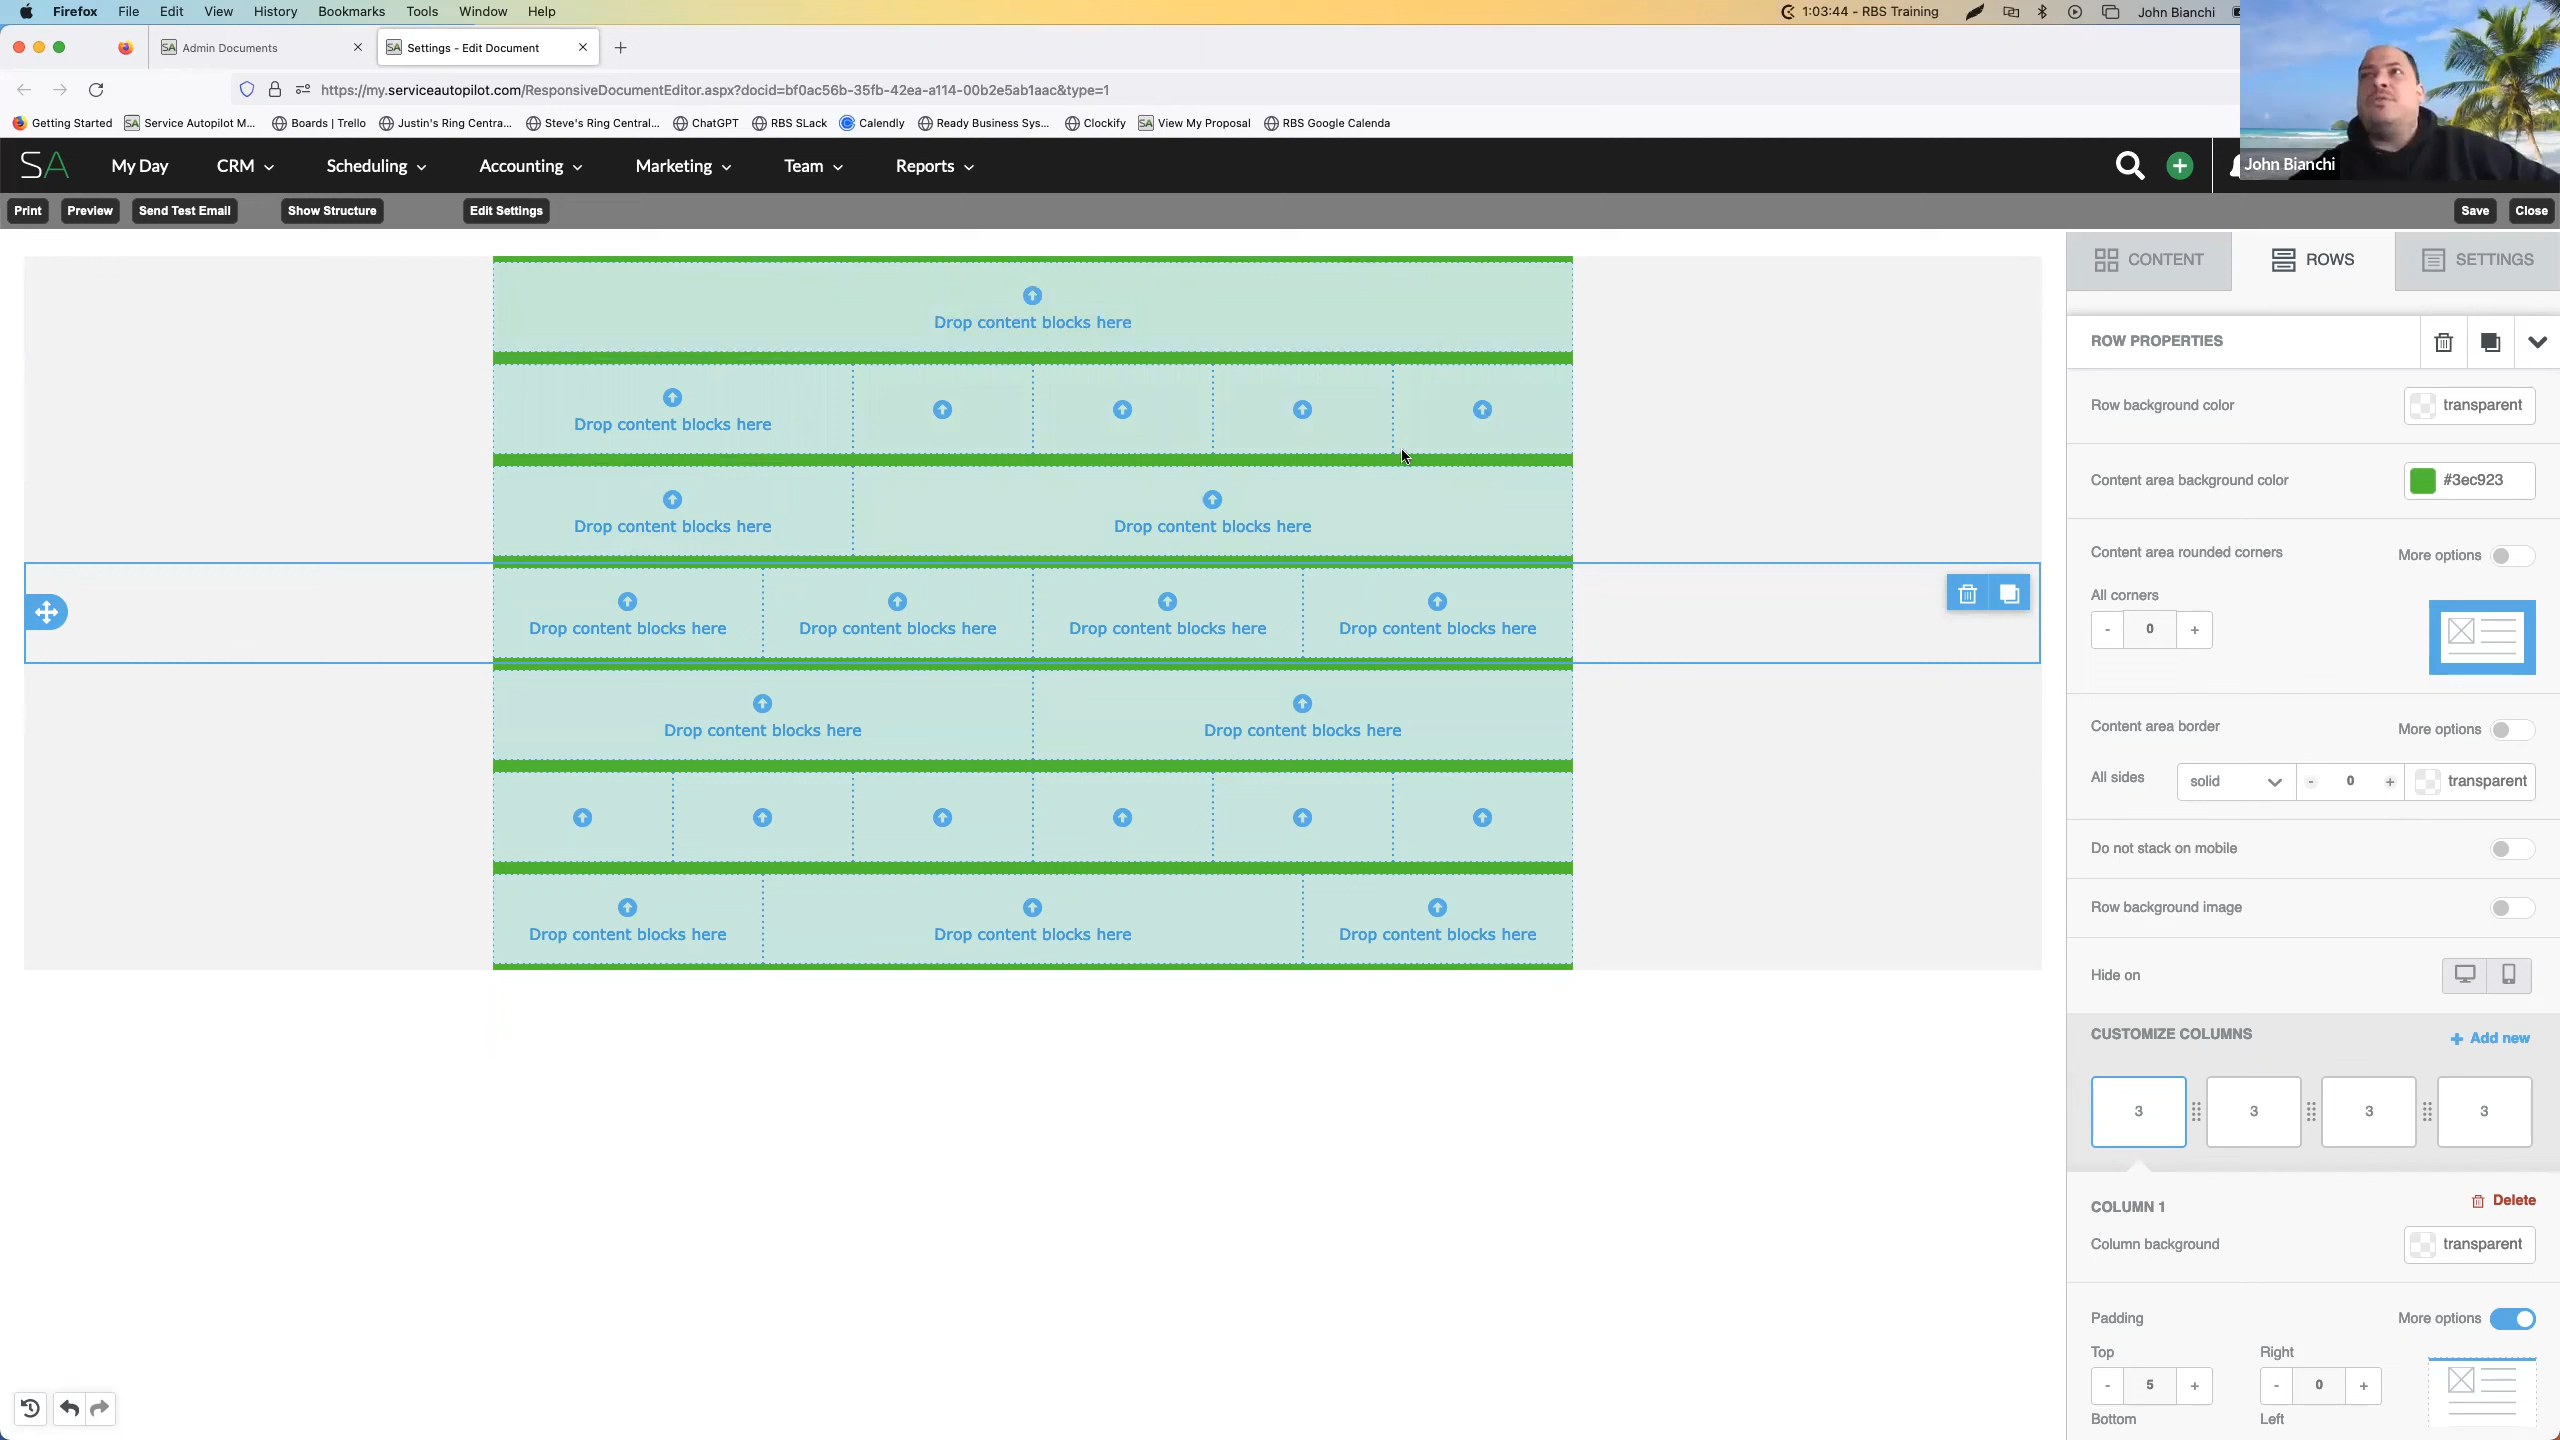 Firefox File Edit View History Bookmarks Tools Window Help 1:03:44 - RBS Training John Bianchi
SA Admin Documents SA Settings - Edit Document
https://my.serviceautopilot.com/ResponsiveDocumentEditor.aspx?docid=bf0ac56b-35fb-42ea-a114-00b2e5ab1aac&type=1
Getting Started SA Service Autopilot M... Boards | Trello Justin's Ring Centra... Steve's Ring Central... ChatGPT RBS SLack Calendly Ready Business Sys... Clockify SA View My Proposal RBS Google Calenda
SA My Day CRM Scheduling Accounting Marketing Team Reports
John Bianchi
Print Preview Send Test Email Show Structure Edit Settings Save Close
CONTENT ROWS SETTINGS
Drop content blocks here
Drop content blocks here
Drop content blocks here Drop content blocks here
Drop content blocks here Drop content blocks here Drop content blocks here Drop content blocks here
Drop content blocks here Drop content blocks here
Drop content blocks here Drop content blocks here Drop content blocks here
ROW PROPERTIES
Row background color transparent
Content area background color #3ec923
Content area rounded corners More options
All corners
- 0 +
Content area border More options
All sides solid - 0 + transparent
Do not stack on mobile
Row background image
Hide on
CUSTOMIZE COLUMNS + Add new
3 3 3 3
COLUMN 1 Delete
Column background transparent
Padding More options
Top Right
- 5 + - 0 +
Bottom Left